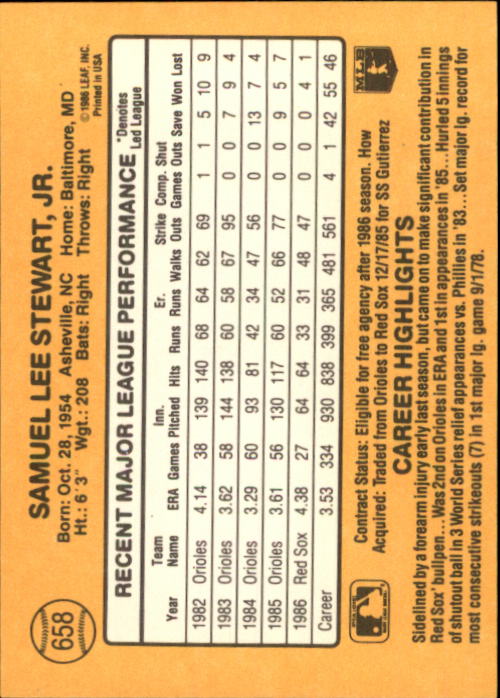 658
SAMUEL LEE STEWART, JR.
Born: Oct. 28, 1954 Asheville, NC Home: Baltimore, MD
Ht.: 6'3" Wgt.: 208 Bats: Right Throws: Right
© 1986 LEAF, INC.
Printed in USA
RECENT MAJOR LEAGUE PERFORMANCE *Denotes Led League
Year Team Name ERA Games Inn. Pitched Hits Runs Er. Runs Walks Strike Outs Comp. Games Shut Outs Save Won Lost
1982 Orioles 4.14 38 139 140 68 64 62 69 1 1 5 10 9
1983 Orioles 3.62 58 144 138 60 58 67 95 0 0 7 9 4
1984 Orioles 3.29 60 93 81 42 34 47 56 0 0 13 7 4
1985 Orioles 3.61 56 130 117 60 52 66 77 0 0 9 5 7
1986 Red Sox 4.38 27 64 64 33 31 48 47 0 0 0 4 1
Career 3.53 334 930 838 399 365 481 561 4 1 42 55 46
Contract Status: Eligible for free agency after 1986 season. How
Acquired: Traded from Orioles to Red Sox 12/17/85 for SS Gutierrez
MLB
CAREER HIGHLIGHTS
Sidelined by a forearm injury early last season, but came on to make significant contribution in
Red Sox' bullpen... Was 2nd on Orioles in ERA and 1st in appearances in '85... Hurled 5 innings
of shutout ball in 3 World Series relief appearances vs. Phillies in '83... Set major lg. record for
most consecutive strikeouts (7) in 1st major lg. game 9/1/78.